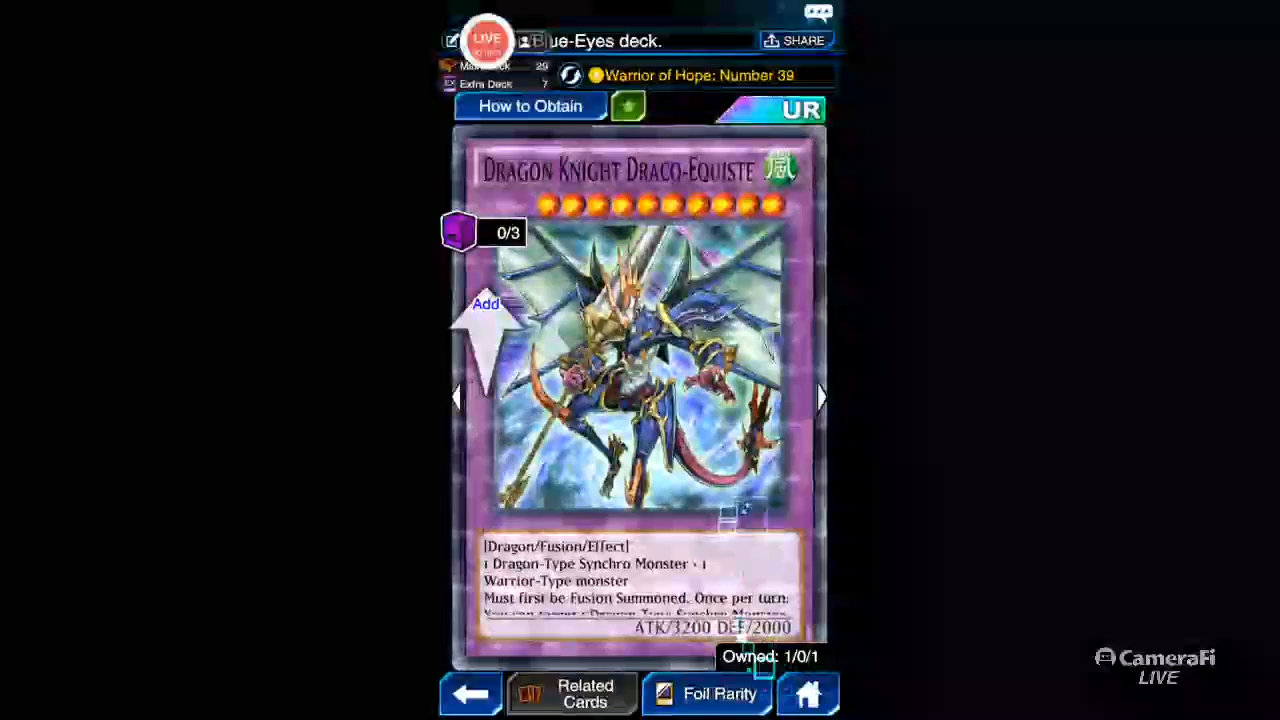 LIVE
ue-Eyes deck.
SHARE
29
Extra Deck
7
Warrior of Hope: Number 39
How to Obtain
UR
DRAGON KNIGHT DRACO-EQUISTE
風
0/3
Add
[Dragon/Fusion/Effect]
1 Dragon-Type Synchro Monster + 1
Warrior-Type monster
Must first be Fusion Summoned. Once per turn:
ATK/3200 DEF/2000
Owned: 1/0/1
Related
Cards
Foil Rarity
CameraFi
LIVE